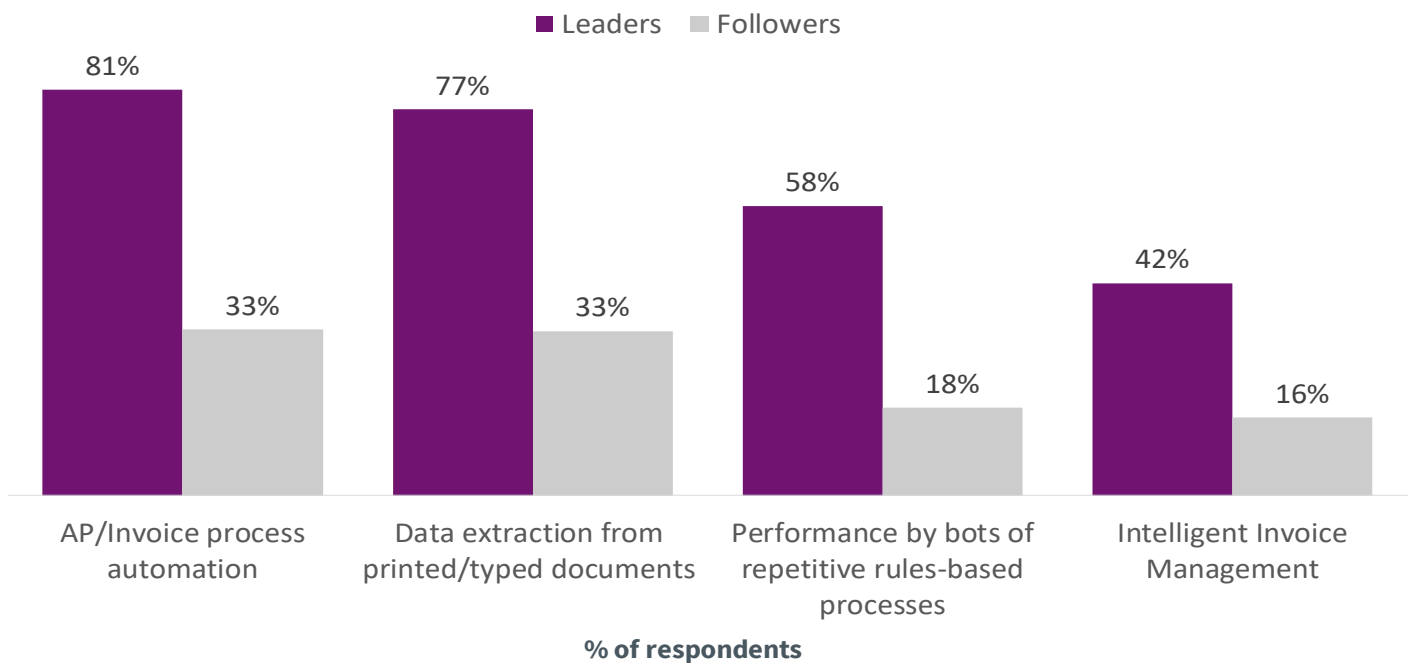 Leaders Followers
81%
77%
58%
42%
33%
33%
18%
16%
AP/Invoice process
automation
Data extraction from
printed/typed documents
Performance by bots of
repetitive rules-based
processes
Intelligent Invoice
Management
% of respondents